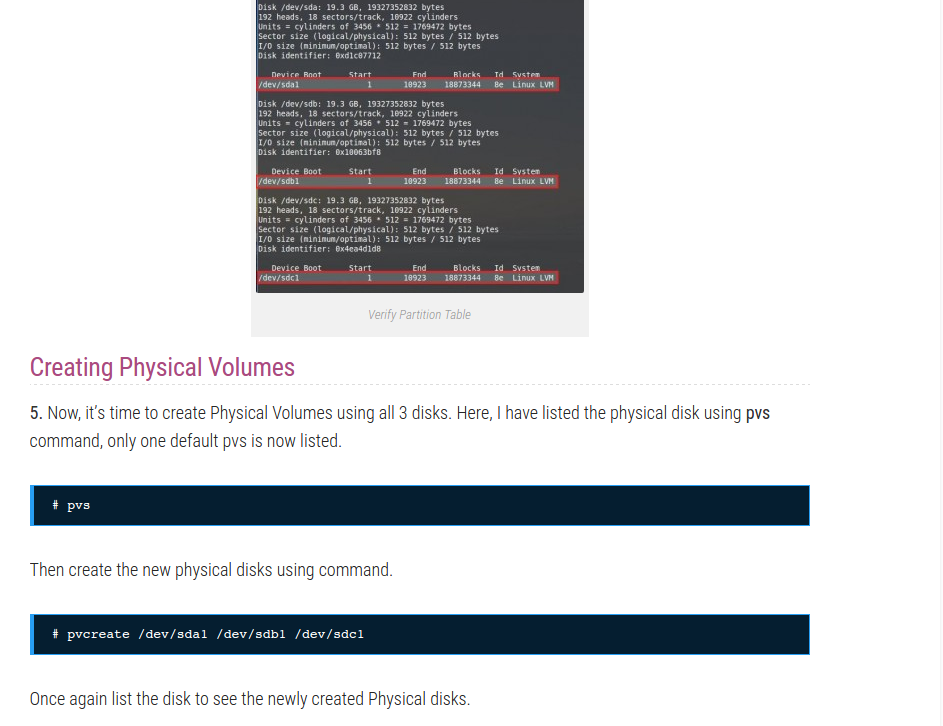 Disk /dev/sda: 19.3 GB, 19327352832 bytes
192 heads, 18 sectors/track, 10922 cylinders
Units = cylinders of 3456 * 512 = 1769472 bytes
Sector size (logical/physical): 512 bytes / 512 bytes
I/O size (minimum/optimal): 512 bytes / 512 bytes
Disk identifier: 0xd1c07712
Device Boot Start End Blocks Id System
/dev/sda1 1 10923 18873344 8e Linux LVM
Disk /dev/sdb: 19.3 GB, 19327352832 bytes
192 heads, 18 sectors/track, 10922 cylinders
Units = cylinders of 3456 * 512 = 1769472 bytes
Sector size (logical/physical): 512 bytes / 512 bytes
I/O size (minimum/optimal): 512 bytes / 512 bytes
Disk identifier: 0x10063bf8
Device Boot Start End Blocks Id System
/dev/sdb1 1 10923 18873344 8e Linux LVM
Disk /dev/sdc: 19.3 GB, 19327352832 bytes
192 heads, 18 sectors/track, 10922 cylinders
Units = cylinders of 3456 * 512 = 1769472 bytes
Sector size (logical/physical): 512 bytes / 512 bytes
I/O size (minimum/optimal): 512 bytes / 512 bytes
Disk identifier: 0x4ea4d1d8
Device Boot Start End Blocks Id System
/dev/sdc1 1 10923 18873344 8e Linux LVM
Verify Partition Table
Creating Physical Volumes
5. Now, it's time to create Physical Volumes using all 3 disks. Here, I have listed the physical disk using pvs
command, only one default pvs is now listed.
# pvs
Then create the new physical disks using command.
# pvcreate /dev/sda1 /dev/sdb1 /dev/sdc1
Once again list the disk to see the newly created Physical disks.